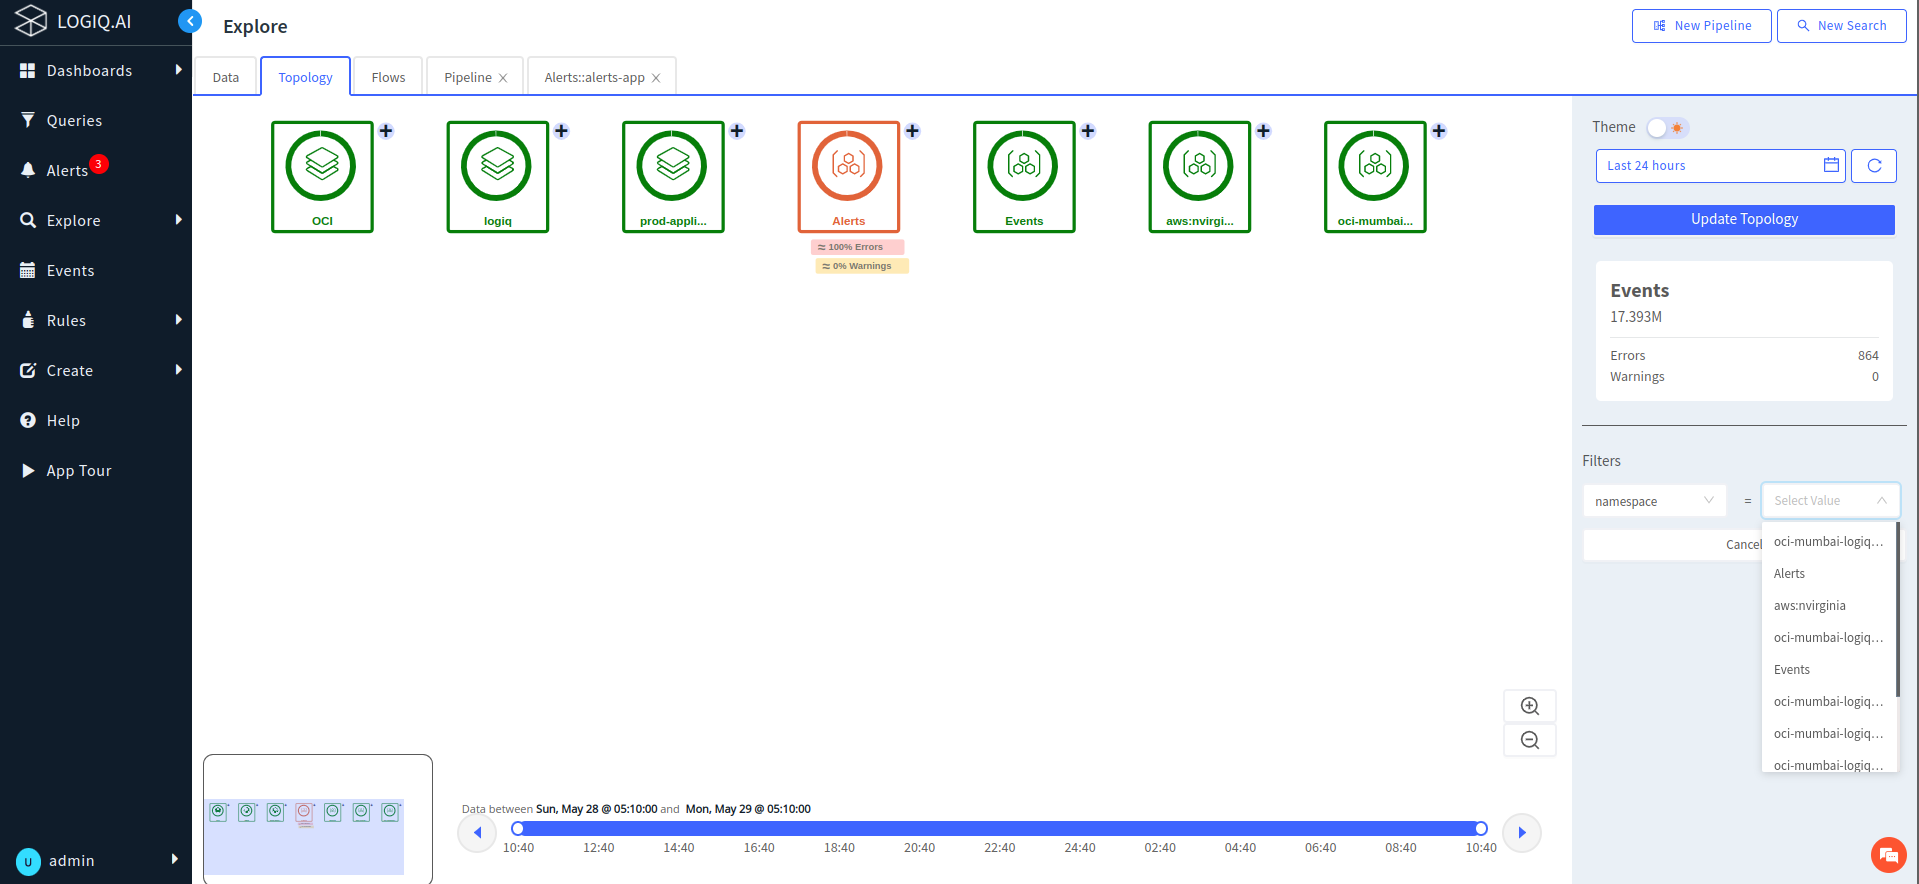 LOGIQ.AI
Dashboards
Queries
Alerts 3
Explore
Events
Rules
Create
Help
App Tour
U admin
Explore
New Pipeline
New Search
Data
Topology
Flows
Pipeline
Alerts::alerts-app
OCI
logiq
prod-appli...
Alerts
Events
aws:nvirgi...
oci-mumbai...
≈ 100% Errors
≈ 0% Warnings
Data between Sun, May 28 @ 05:10:00 and Mon, May 29 @ 05:10:00
10:40 12:40 14:40 16:40 18:40 20:40 22:40 24:40 02:40 04:40 06:40 08:40 10:40
Theme
Last 24 hours
Update Topology
Events
17.393M
Errors 864
Warnings 0
Filters
namespace = Select Value
Cancel
oci-mumbai-logiq...
Alerts
aws:nvirginia
oci-mumbai-logiq...
Events
oci-mumbai-logiq...
oci-mumbai-logiq...
oci-mumbai-logiq...